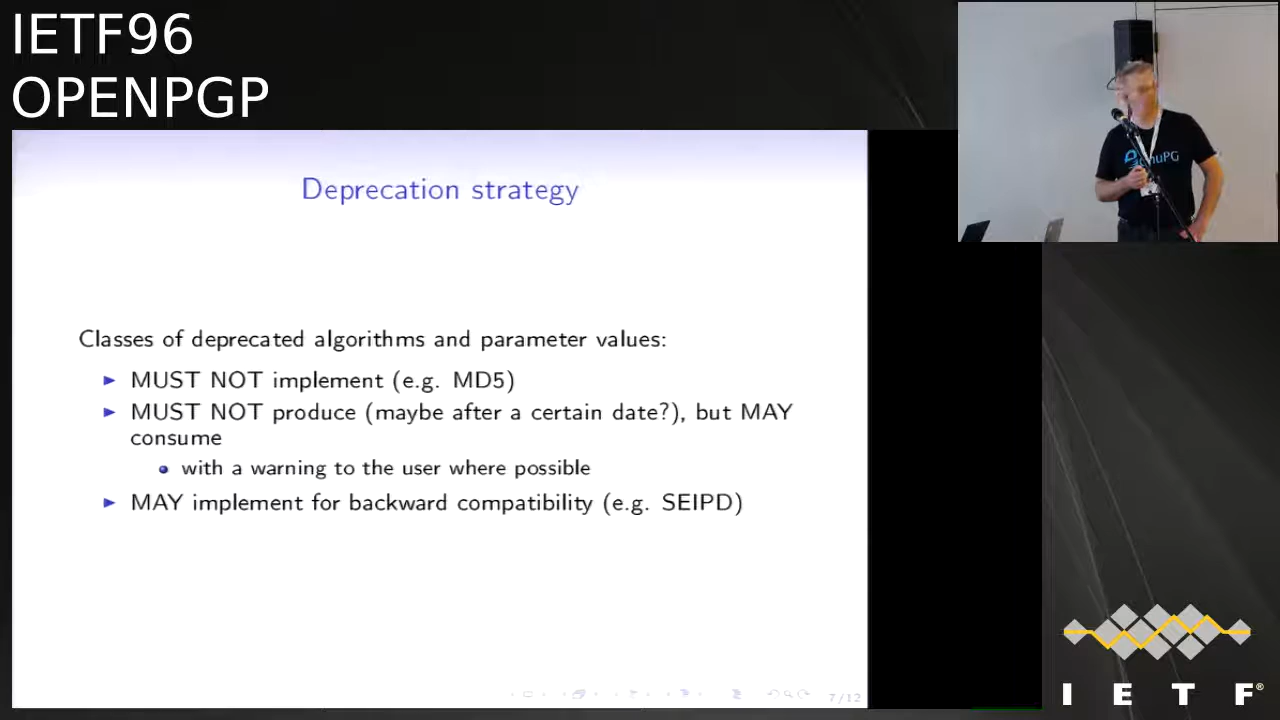 IETF96
OPENPGP
Deprecation strategy
Classes of deprecated algorithms and parameter values:
MUST NOT implement (e.g. MD5)
MUST NOT produce (maybe after a certain date?), but MAY
consume
with a warning to the user where possible
MAY implement for backward compatibility (e.g. SEIPD)
7/12
GnuPG
I E T F®